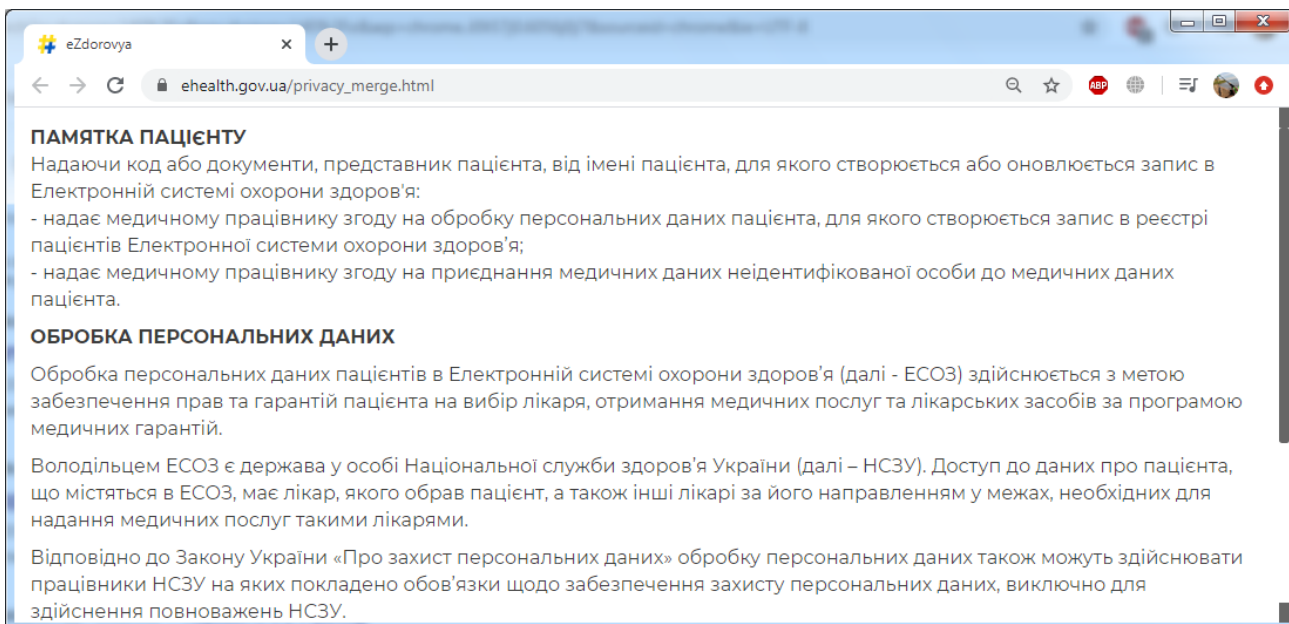 eZdorovya
ehealth.gov.ua/privacy_merge.html
ABP
ПАМЯТКА ПАЦІЄНТУ
Надаючи код або документи, представник пацієнта, від імені пацієнта, для якого створюється або оновлюється запис в
Електронній системі охорони здоров'я:
- надає медичному працівнику згоду на обробку персональних даних пацієнта, для якого створюється запис в реєстрі
пацієнтів Електронної системи охорони здоров’я;
- надає медичному працівнику згоду на приєднання медичних даних неідентифікованої особи до медичних даних
пацієнта.
ОБРОБКА ПЕРСОНАЛЬНИХ ДАНИХ
Обробка персональних даних пацієнтів в Електронній системі охорони здоров’я (далі - ЕСОЗ) здійснюється з метою
забезпечення прав та гарантій пацієнта на вибір лікаря, отримання медичних послуг та лікарських засобів за програмою
медичних гарантій.
Володільцем ЕСОЗ є держава у особі Національної служби здоров’я України (далі – НСЗУ). Доступ до даних про пацієнта,
що містяться в ЕСОЗ, має лікар, якого обрав пацієнт, а також інші лікарі за його направленням у межах, необхідних для
надання медичних послуг такими лікарями.
Відповідно до Закону України «Про захист персональних даних» обробку персональних даних також можуть здійснювати
працівники НСЗУ на яких покладено обов’язки щодо забезпечення захисту персональних даних, виключно для
здійснення повноважень НСЗУ.